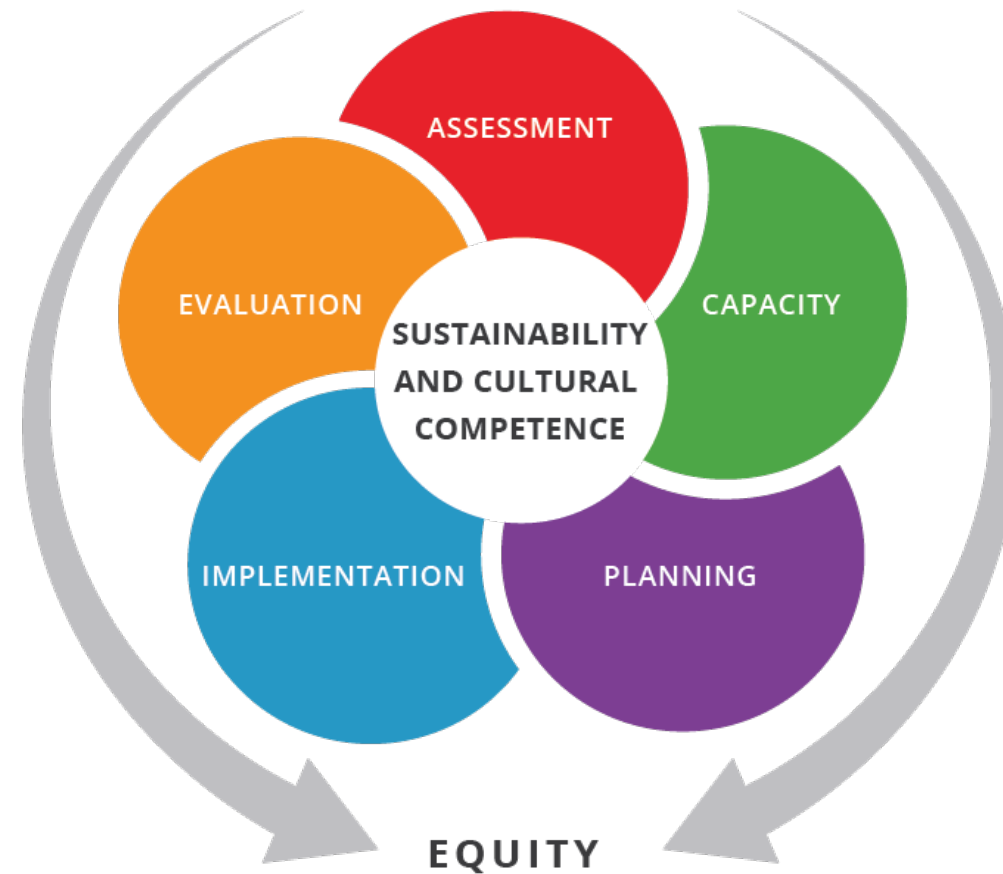 ASSESSMENT
CAPACITY
EVALUATION
SUSTAINABILITY
AND CULTURAL
COMPETENCE
IMPLEMENTATION
PLANNING
EQUITY